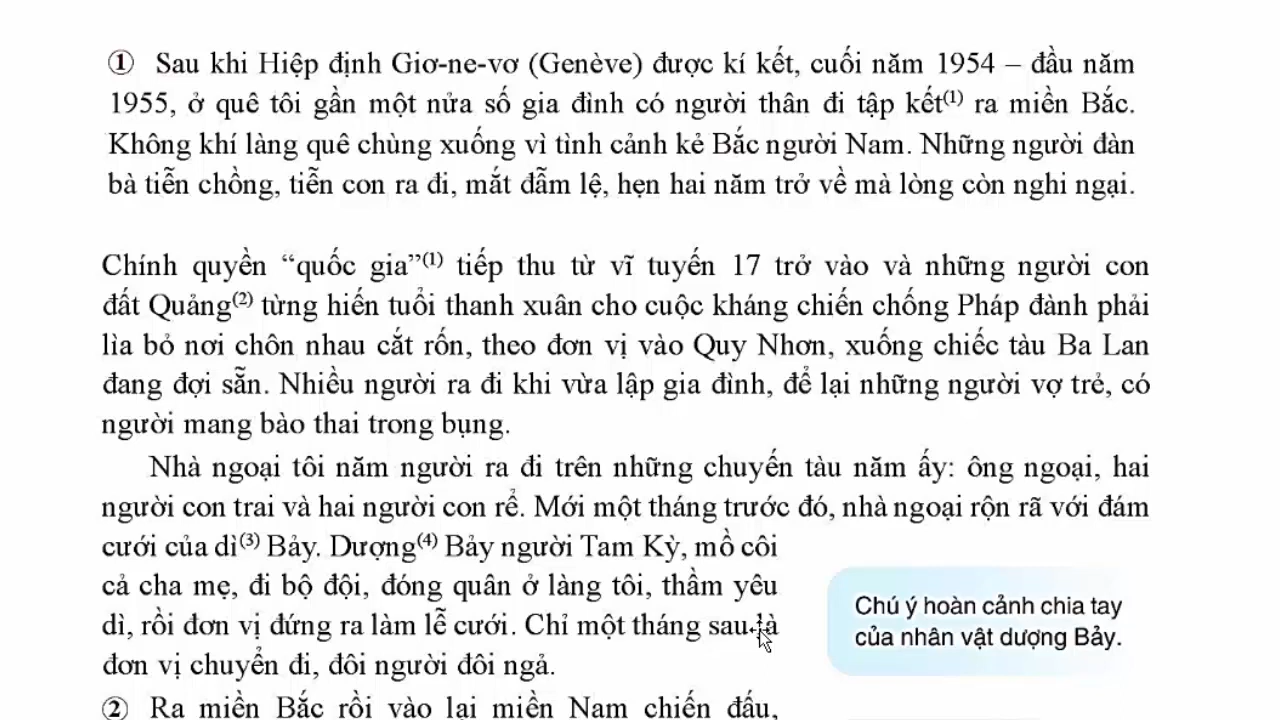 ① Sau khi Hiệp định Giơ-ne-vơ (Genève) được kí kết, cuối năm 1954 – đầu năm
1955, ở quê tôi gần một nửa số gia đình có người thân đi tập kết(1) ra miền Bắc.
Không khí làng quê chùng xuống vì tình cảnh kẻ Bắc người Nam. Những người đàn
bà tiễn chồng, tiễn con ra đi, mắt đẫm lệ, hẹn hai năm trở về mà lòng còn nghi ngại.
Chính quyền “quốc gia”(1) tiếp thu từ vĩ tuyến 17 trở vào và những người con
đất Quảng(2) từng hiến tuổi thanh xuân cho cuộc kháng chiến chống Pháp đành phải
lìa bỏ nơi chôn nhau cắt rốn, theo đơn vị vào Quy Nhơn, xuống chiếc tàu Ba Lan
đang đợi sẵn. Nhiều người ra đi khi vừa lập gia đình, để lại những người vợ trẻ, có
người mang bào thai trong bụng.
Nhà ngoại tôi năm người ra đi trên những chuyến tàu năm ấy: ông ngoại, hai
người con trai và hai người con rể. Mới một tháng trước đó, nhà ngoại rộn rã với đám
cưới của dì(3) Bảy. Dượng(4) Bảy người Tam Kỳ, mồ côi
cả cha mẹ, đi bộ đội, đóng quân ở làng tôi, thầm yêu
dì, rồi đơn vị đứng ra làm lễ cưới. Chỉ một tháng sau là
đơn vị chuyển đi, đôi người đôi ngả.
Chú ý hoàn cảnh chia tay
của nhân vật dượng Bảy.
② Ra miền Bắc rồi vào lại miền Nam chiến đấu,